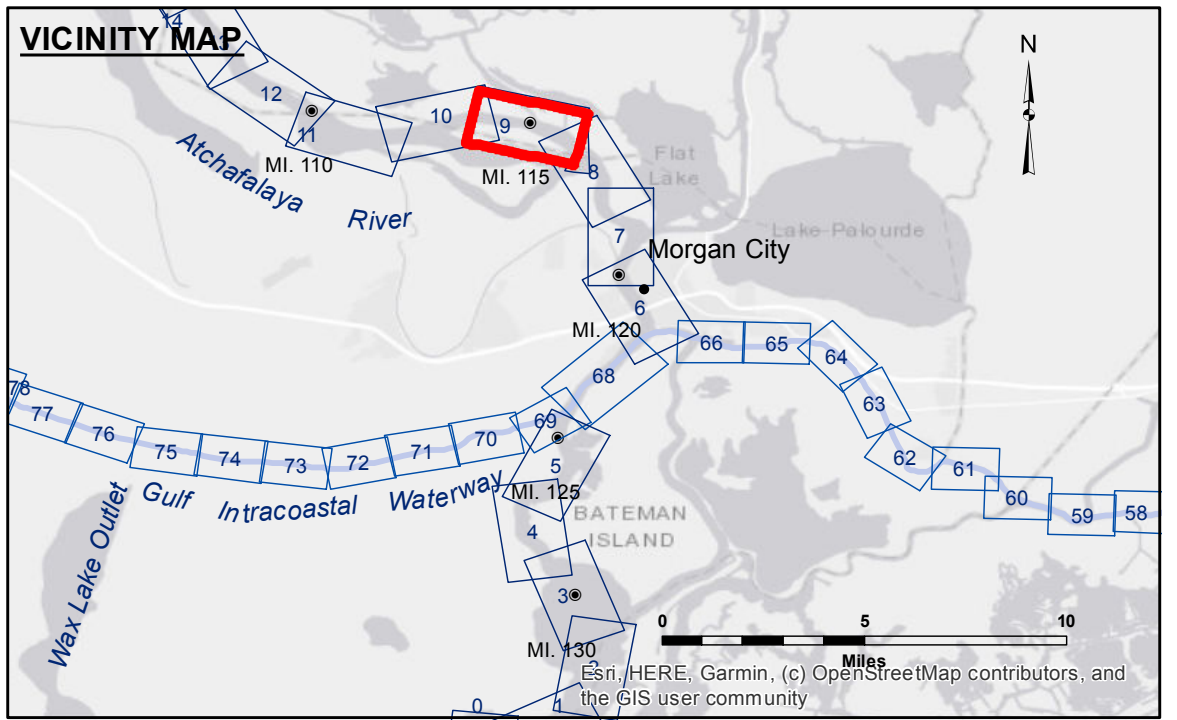 VICINITY MAP
N
14
13
12
11
MI. 110
10
9
MI. 115
8
Flat
Lake
Atchafalaya
River
7
Lake Palourde
Morgan City
6
MI. 120
66
65
64
63
62
61
60
59
58
68
69
70
71
72
73
74
75
76
77
78
Gulf Intracoastal Waterway
Wax Lake Outlet
5
MI. 125
4
BATEMAN
ISLAND
3
MI. 130
2
1
0
0 5 10
Miles
Esri, HERE, Garmin, (c) OpenStreetMap contributors, and
the GIS user community